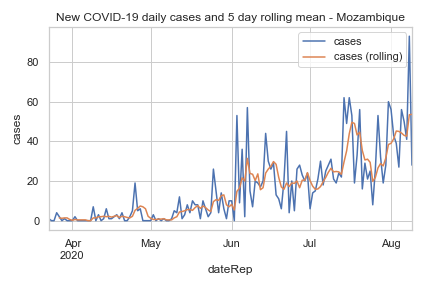 New COVID-19 daily cases and 5 day rolling mean - Mozambique
cases
cases (rolling)
80
60
40
20
0
cases
Apr
2020
May
Jun
Jul
Aug
dateRep